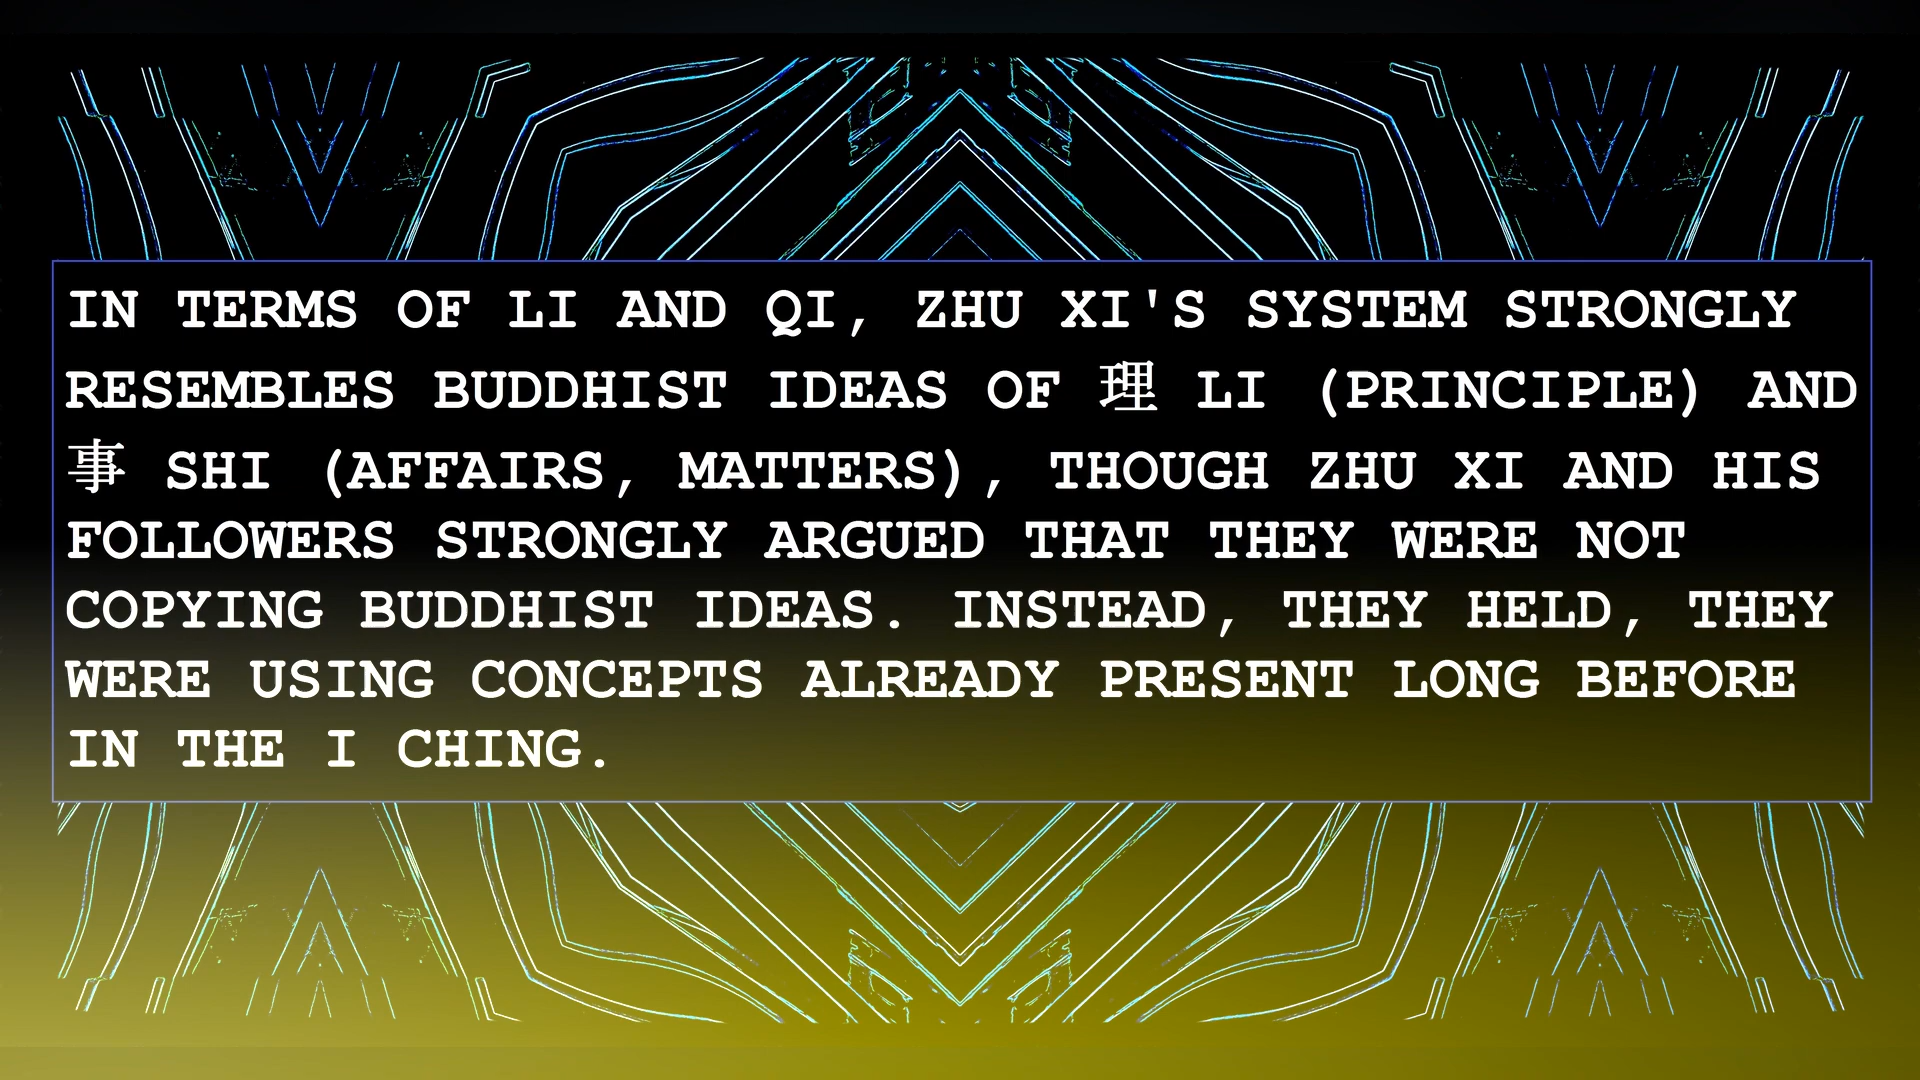 IN TERMS OF LI AND QI, ZHU XI'S SYSTEM STRONGLY
RESEMBLES BUDDHIST IDEAS OF 理 LI (PRINCIPLE) AND
事 SHI (AFFAIRS, MATTERS), THOUGH ZHU XI AND HIS
FOLLOWERS STRONGLY ARGUED THAT THEY WERE NOT
COPYING BUDDHIST IDEAS. INSTEAD, THEY HELD, THEY
WERE USING CONCEPTS ALREADY PRESENT LONG BEFORE
IN THE I CHING.